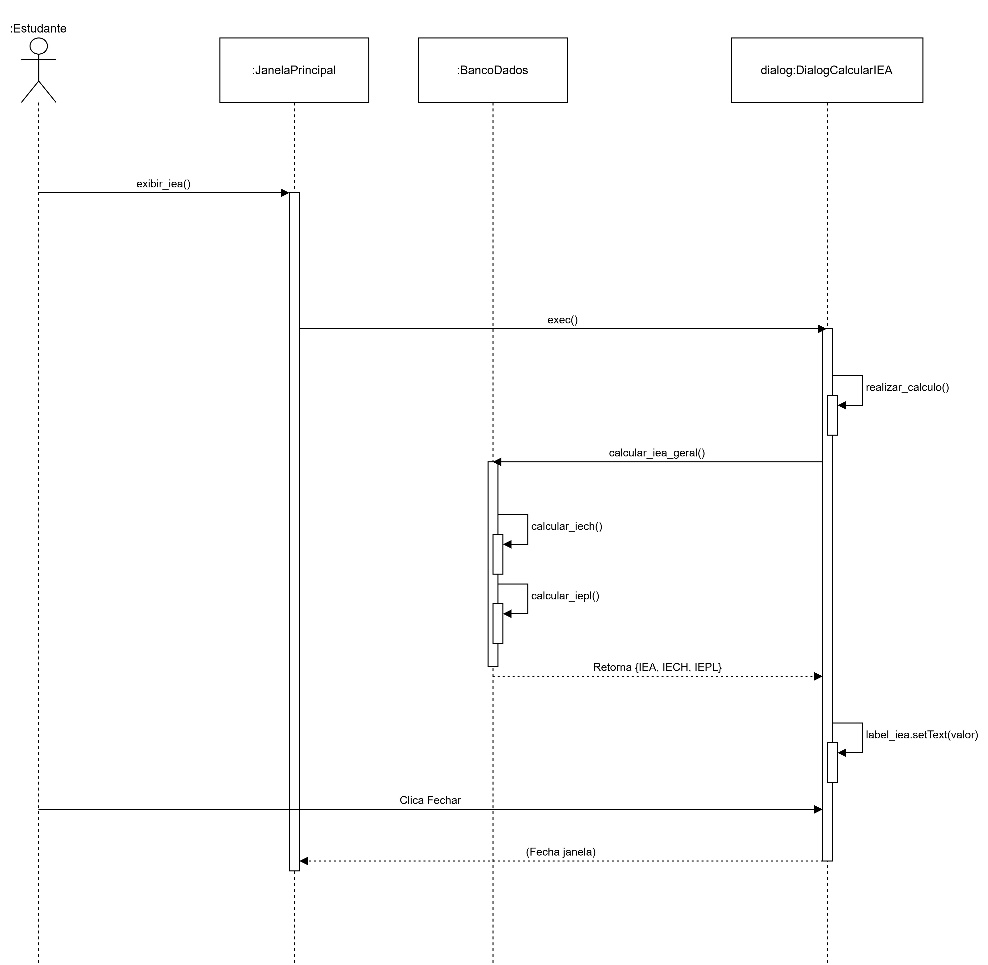 :Estudante
:JanelaPrincipal
:BancoDados
dialog:DialogCalcularIEA
exibir_iea()
exec()
realizar_calculo()
calcular_iea_geral()
calcular_iech()
calcular_iepl()
Retorna {IEA, IECH, IEPL}
label_iea.setText(valor)
Clica Fechar
(Fecha janela)